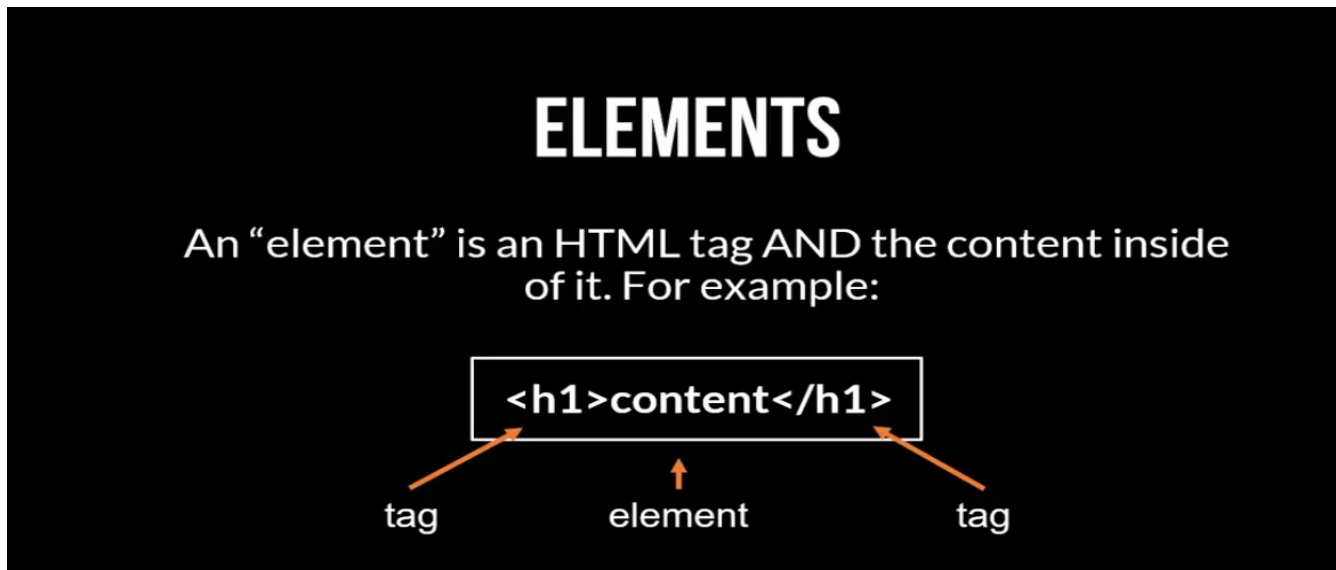 ELEMENTS
An “element” is an HTML tag AND the content inside
of it. For example:
<h1>content</h1>
tag element tag